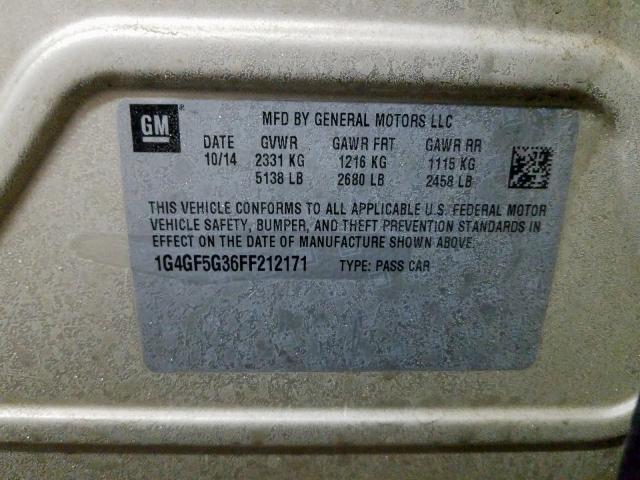 GM ®
MFD BY GENERAL MOTORS LLC
DATE GVWR GAWR FRT GAWR RR
10/14 2331 KG 1216 KG 1115 KG
5138 LB 2680 LB 2458 LB
THIS VEHICLE CONFORMS TO ALL APPLICABLE U.S. FEDERAL MOTOR
VEHICLE SAFETY, BUMPER, AND THEFT PREVENTION STANDARDS IN
EFFECT ON THE DATE OF MANUFACTURE SHOWN ABOVE.
1G4GF5G36FF212171 TYPE: PASS CAR